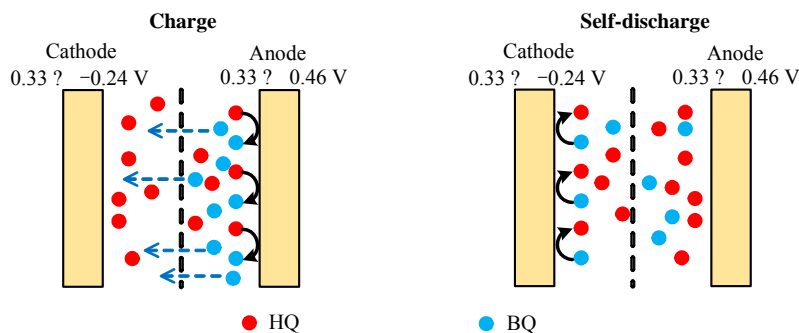 Charge
Self-discharge
Cathode
Anode
0.33 ? −0.24 V
0.33 ? 0.46 V
Cathode
Anode
0.33 ? −0.24 V
0.33 ? 0.46 V
HQ
BQ